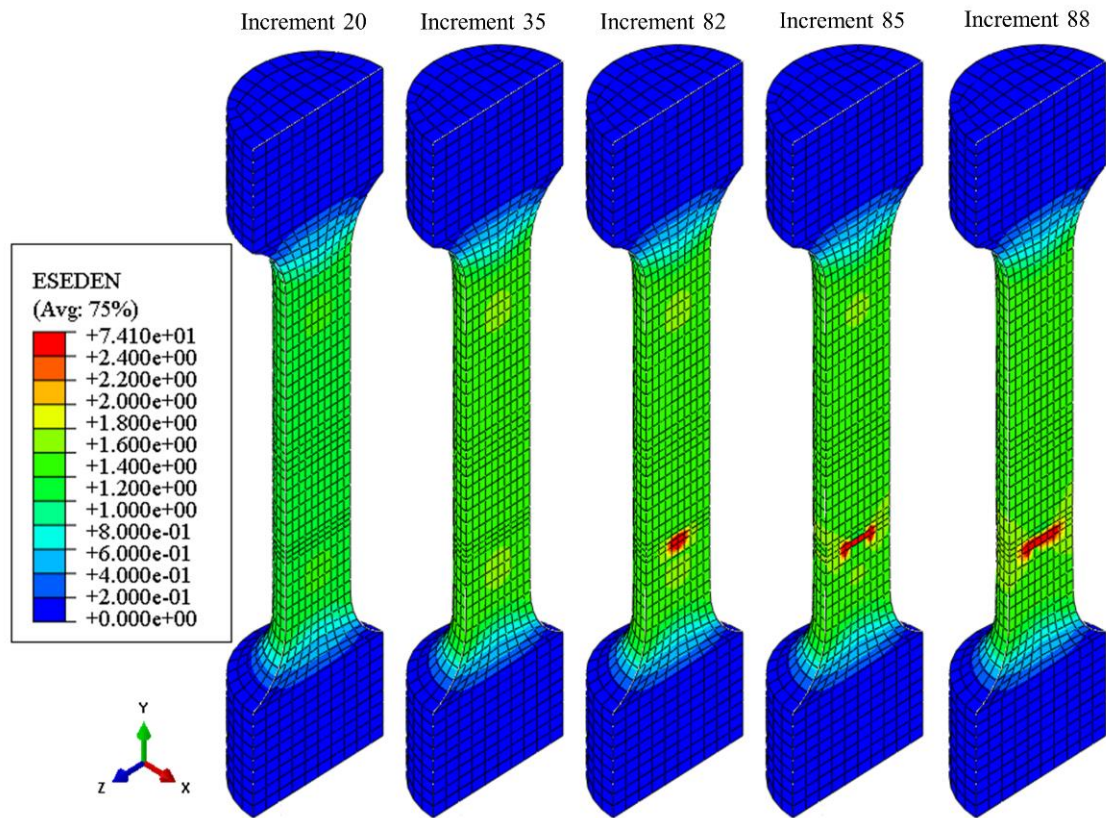 Increment 20 Increment 35 Increment 82 Increment 85 Increment 88
ESEDEN
(Avg: 75%)
+7.410e+01
+2.400e+00
+2.200e+00
+2.000e+00
+1.800e+00
+1.600e+00
+1.400e+00
+1.200e+00
+1.000e+00
+8.000e-01
+6.000e-01
+4.000e-01
+2.000e-01
+0.000e+00
Y
Z X